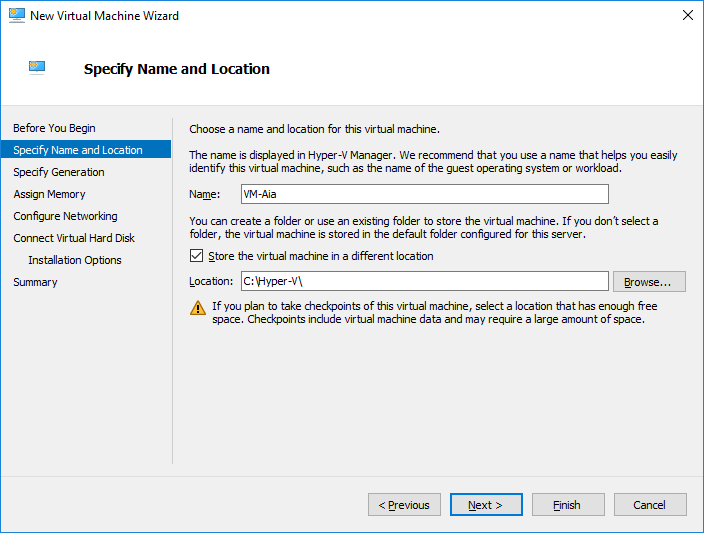 New Virtual Machine Wizard
Specify Name and Location
Before You Begin
Specify Name and Location
Specify Generation
Assign Memory
Configure Networking
Connect Virtual Hard Disk
Installation Options
Summary
Choose a name and location for this virtual machine.
The name is displayed in Hyper-V Manager. We recommend that you use a name that helps you easily
identify this virtual machine, such as the name of the guest operating system or workload.
Name: VM-Aia
You can create a folder or use an existing folder to store the virtual machine. If you don't select a
folder, the virtual machine is stored in the default folder configured for this server.
Store the virtual machine in a different location
Location: C:\Hyper-V\ Browse...
If you plan to take checkpoints of this virtual machine, select a location that has enough free
space. Checkpoints include virtual machine data and may require a large amount of space.
< Previous Next > Finish Cancel